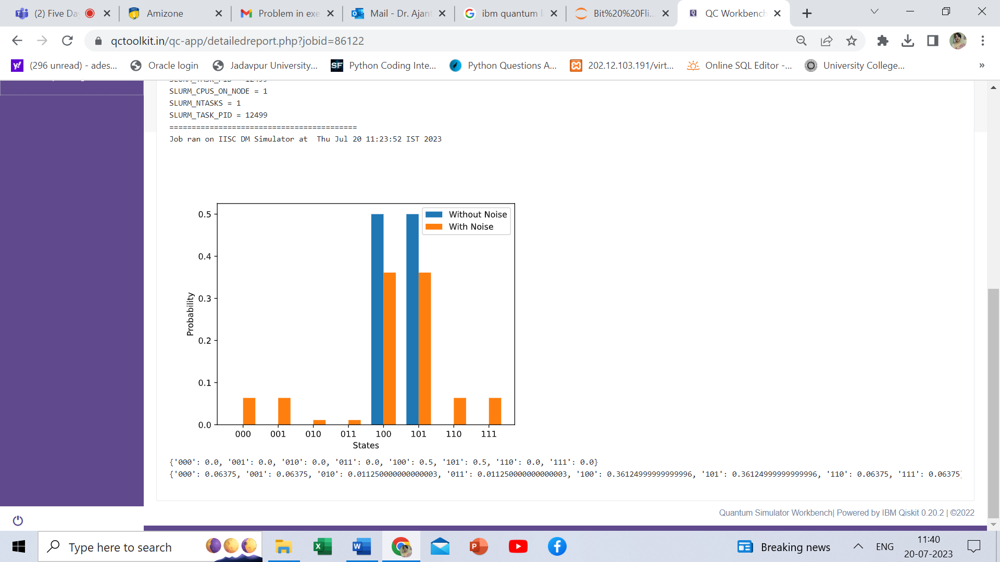 (2) Five Da
Amizone
Problem in exe
Mail - Dr. Ajant
ibm quantum l
Bit%20%20Fli...
QC Workbench
qctoolkit.in/qc-app/detailedreport.php?jobid=86122
(296 unread) - ades...
Oracle login
Jadavpur University...
SF Python Coding Inte...
Python Questions A...
202.12.103.191/virt...
Online SQL Editor -...
University College...
»
SLURM_TASK_PID = 12499
SLURM_CPUS_ON_NODE = 1
SLURM_NTASKS = 1
SLURM_TASK_PID = 12499
==========================================
Job ran on IISC DM Simulator at  Thu Jul 20 11:23:52 IST 2023
Without Noise
With Noise
0.5
0.4
0.3
0.2
0.1
0.0
Probability
000 001 010 011 100 101 110 111
States
{'000': 0.0, '001': 0.0, '010': 0.0, '011': 0.0, '100': 0.5, '101': 0.5, '110': 0.0, '111': 0.0}
{'000': 0.06375, '001': 0.06375, '010': 0.011250000000000003, '011': 0.011250000000000003, '100': 0.36124999999999996, '101': 0.36124999999999996, '110': 0.06375, '111': 0.06375}
Quantum Simulator Workbench| Powered by IBM Qiskit 0.20.2 | ©2022
Type here to search
Breaking news
ENG
11:40
20-07-2023